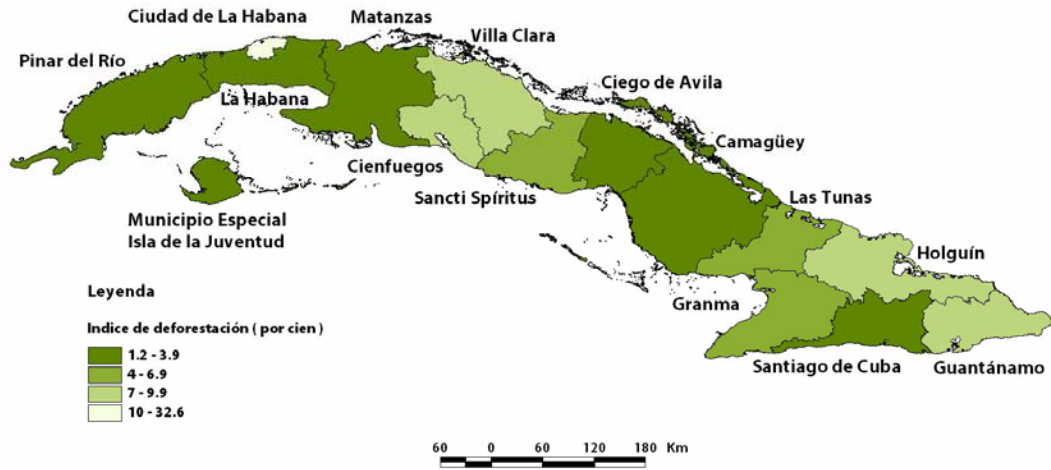 Ciudad de La Habana
Matanzas
Villa Clara
Pinar del Río
La Habana
Ciego de Avila
Camagüey
Cienfuegos
Sancti Spíritus
Las Tunas
Municipio Especial
Isla de la Juventud
Holguín
Granma
Santiago de Cuba
Guantánamo
Leyenda
Indice de deforestación ( por cien )
1.2 - 3.9
4 - 6.9
7 - 9.9
10 - 32.6
60 0 60 120 180 Km